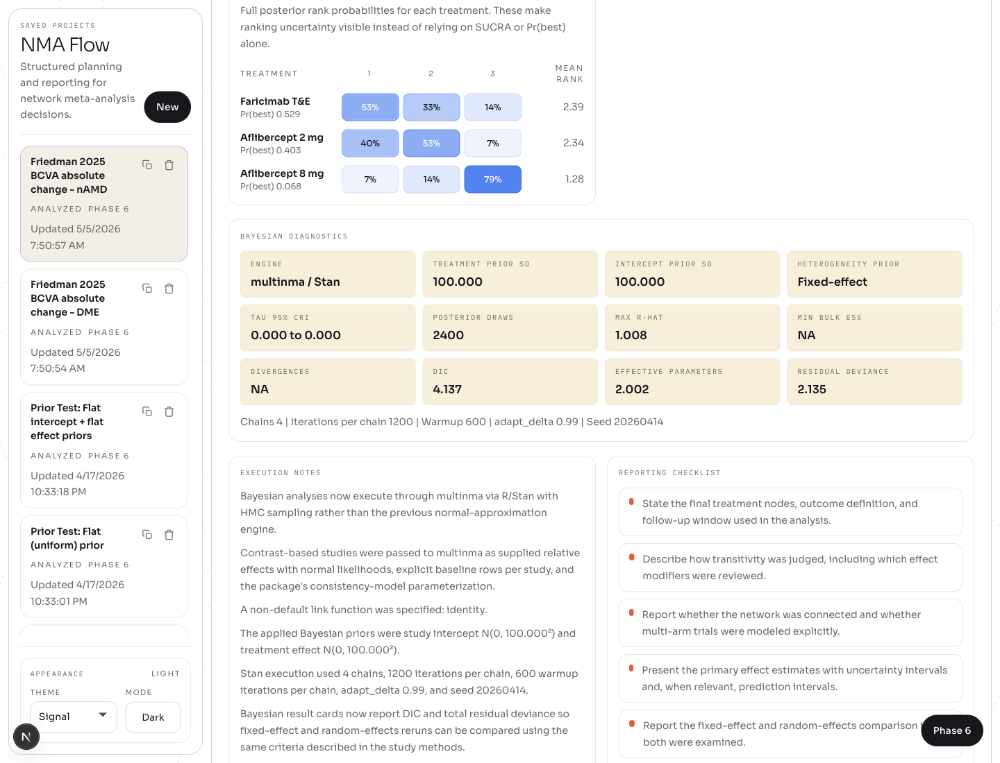 SAVED PROJECTS
NMA Flow
Structured planning
and reporting for
network meta-analysis
decisions.
New
Friedman 2025
BCVA absolute
change - nAMD
ANALYZED PHASE 6
Updated 5/5/2026
7:50:57 AM
Friedman 2025
BCVA absolute
change - DME
ANALYZED PHASE 6
Updated 5/5/2026
7:50:54 AM
Prior Test: Flat
intercept + flat
effect priors
ANALYZED PHASE 6
Updated 4/17/2026
10:33:18 PM
Prior Test: Flat
(uniform) prior
ANALYZED PHASE 6
Updated 4/17/2026
10:33:01 PM
APPEARANCE LIGHT
THEME MODE
Signal Dark
N
Full posterior rank probabilities for each treatment. These make
ranking uncertainty visible instead of relying on SUCRA or Pr(best)
alone.
TREATMENT 1 2 3 MEAN
RANK
Faricimab T&E
Pr(best) 0.529
53% 33% 14% 2.39
Aflibercept 2 mg
Pr(best) 0.403
40% 53% 7% 2.34
Aflibercept 8 mg
Pr(best) 0.068
7% 14% 79% 1.28
BAYESIAN DIAGNOSTICS
ENGINE
multinma / Stan
TREATMENT PRIOR SD
100.000
INTERCEPT PRIOR SD
100.000
HETEROGENEITY PRIOR
Fixed-effect
TAU 95% CRI
0.000 to 0.000
POSTERIOR DRAWS
2400
MAX R-HAT
1.008
MIN BULK ESS
NA
DIVERGENCES
NA
DIC
4.137
EFFECTIVE PARAMETERS
2.002
RESIDUAL DEVIANCE
2.135
Chains 4 | Iterations per chain 1200 | Warmup 600 | adapt_delta 0.99 | Seed 20260414
EXECUTION NOTES
Bayesian analyses now execute through multinma via R/Stan with
HMC sampling rather than the previous normal-approximation
engine.
Contrast-based studies were passed to multinma as supplied relative
effects with normal likelihoods, explicit baseline rows per study, and
the package's consistency-model parameterization.
A non-default link function was specified: identity.
The applied Bayesian priors were study intercept N(0, 100.000²) and
treatment effect N(0, 100.000²).
Stan execution used 4 chains, 1200 iterations per chain, 600 warmup
iterations per chain, adapt_delta 0.99, and seed 20260414.
Bayesian result cards now report DIC and total residual deviance so
fixed-effect and random-effects reruns can be compared using the
same criteria described in the study methods.
REPORTING CHECKLIST
State the final treatment nodes, outcome definition, and
follow-up window used in the analysis.
Describe how transitivity was judged, including which effect
modifiers were reviewed.
Report whether the network was connected and whether
multi-arm trials were modeled explicitly.
Present the primary effect estimates with uncertainty intervals
and, when relevant, prediction intervals.
Report the fixed-effect and random-effects comparison
both were examined.
Phase 6